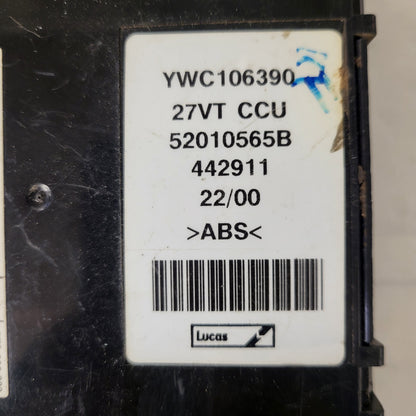 YWC106390
27VT CCU
52010565B
442911
22/00
>ABS<
Lucas